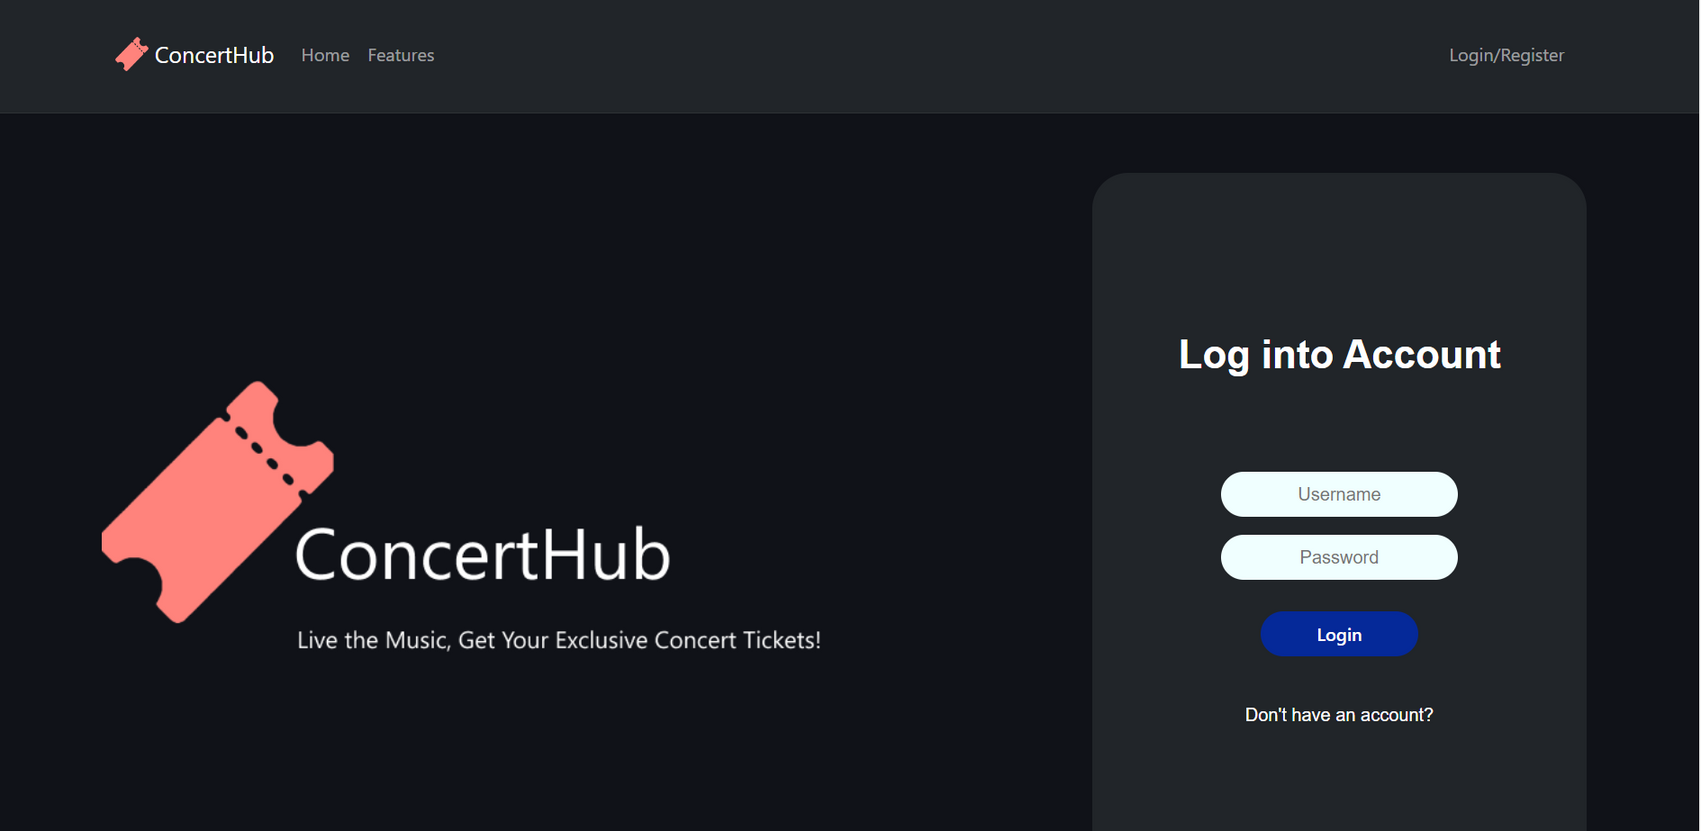 ConcertHub Home Features Login/Register
ConcertHub
Live the Music, Get Your Exclusive Concert Tickets!
Log into Account
Username
Password
Login
Don't have an account?